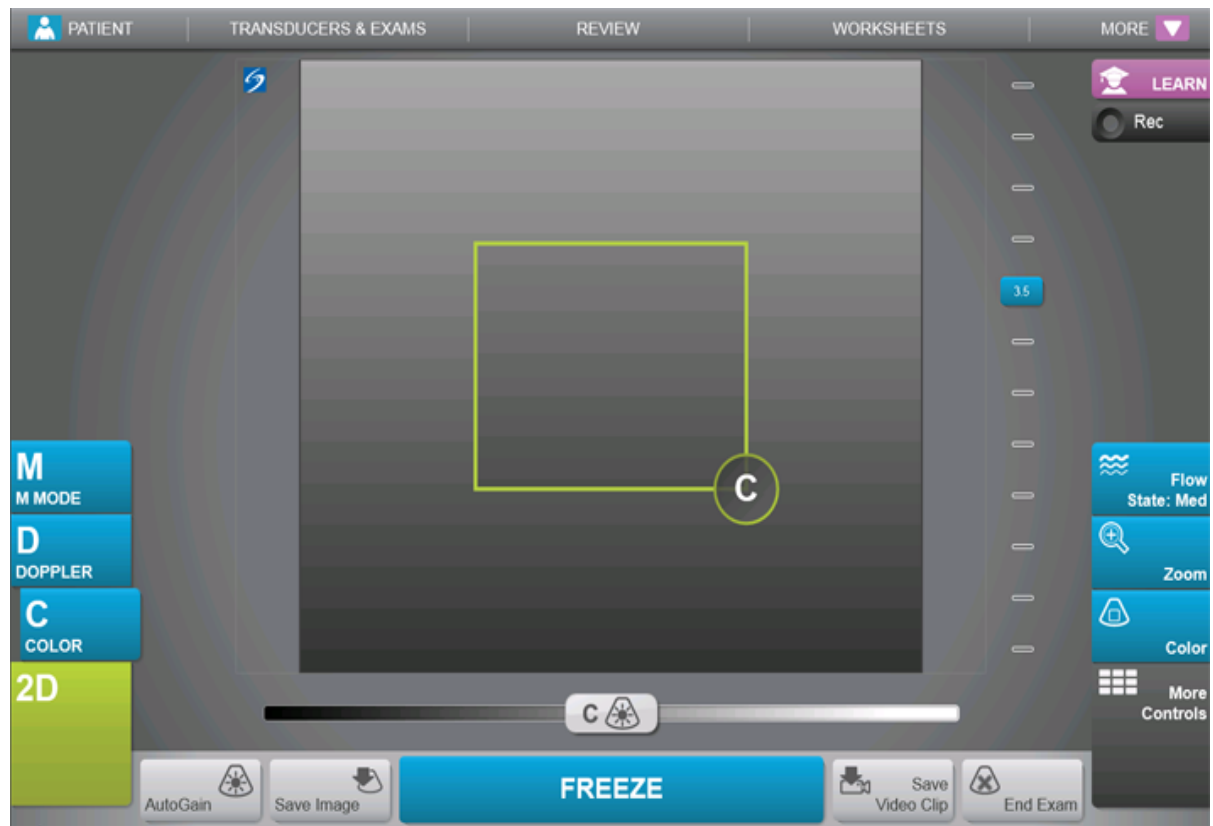 PATIENT
TRANSDUCERS & EXAMS
REVIEW
WORKSHEETS
MORE
LEARN
Rec
3.5
C
M
M MODE
D
DOPPLER
C
COLOR
2D
Flow
State: Med
Zoom
Color
More
Controls
C
AutoGain
Save Image
FREEZE
Save
Video Clip
End Exam